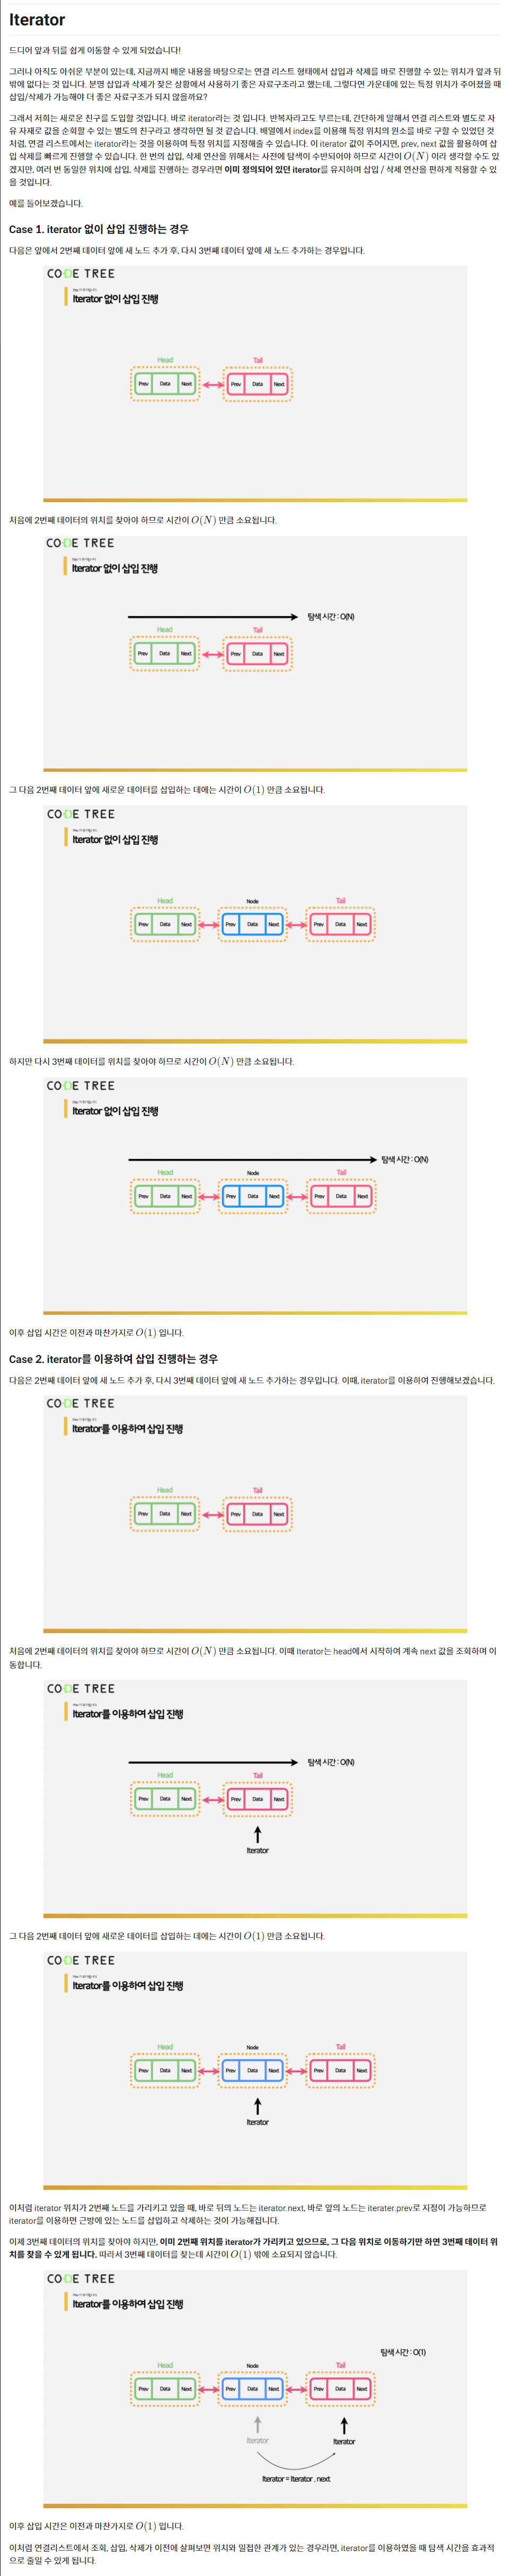 Iterator
드디어 앞과 뒤를 쉽게 이동할 수 있게 되었습니다!
그러나 아직도 아쉬운 부분이 있는데, 지금까지 배운 내용을 바탕으로는 연결 리스트 형태에서 삽입과 삭제를 바로 진행할 수 있는 위치가 앞과 뒤
밖에 없다는 것 입니다. 분명 삽입과 삭제가 잦은 상황에서 사용하기 좋은 자료구조라고 했는데, 그렇다면 가운데에 있는 특정 위치가 주어졌을 때
삽입/삭제가 가능해야 더 좋은 자료구조가 되지 않을까요?
그래서 저희는 새로운 친구를 도입할 것입니다. 바로 iterator라는 것 입니다. 반복자라고도 부르는데, 간단하게 말해서 연결 리스트와 별도로 자
유 자재로 값을 순회할 수 있는 별도의 친구라고 생각하면 될 것 같습니다. 배열에서 index를 이용해 특정 위치의 원소를 바로 구할 수 있었던 것
처럼, 연결 리스트에서는 iterator라는 것을 이용하여 특정 위치를 지정해줄 수 있습니다. 이 iterator 값이 주어지면, prev, next 값을 활용하여 삽
입 삭제를 빠르게 진행할 수 있습니다. 한 번의 삽입, 삭제 연산을 위해서는 사전에 탐색이 수반되어야 하므로 시간이 O(N) 이라 생각할 수도 있
겠지만, 여러 번 동일한 위치에 삽입, 삭제를 진행하는 경우라면 이미 정의되어 있던 iterator를 유지하며 삽입 / 삭제 연산을 편하게 적용할 수 있
을 것입니다.
예를 들어보겠습니다.
Case 1. iterator 없이 삽입 진행하는 경우
다음은 앞에서 2번째 데이터 앞에 새 노드 추가 후, 다시 3번째 데이터 앞에 새 노드 추가하는 경우입니다.
CODE TREE
Iterator 없이 삽입 진행
Head Tail
Prev Data Next Prev Data Next
처음에 2번째 데이터의 위치를 찾아야 하므로 시간이 O(N) 만큼 소요됩니다.
CODE TREE
Iterator 없이 삽입 진행
탐색 시간 : O(N)
Head Tail
Prev Data Next Prev Data Next
그 다음 2번째 데이터 앞에 새로운 데이터를 삽입하는 데에는 시간이 O(1) 만큼 소요됩니다.
CODE TREE
Iterator 없이 삽입 진행
Head Node Tail
Prev Data Next Prev Data Next Prev Data Next
하지만 다시 3번째 데이터를 위치를 찾아야 하므로 시간이 O(N) 만큼 소요됩니다.
CODE TREE
Iterator 없이 삽입 진행
탐색 시간 : O(N)
Head Node Tail
Prev Data Next Prev Data Next Prev Data Next
이후 삽입 시간은 이전과 마찬가지로 O(1) 입니다.
Case 2. iterator를 이용하여 삽입 진행하는 경우
다음은 2번째 데이터 앞에 새 노드 추가 후, 다시 3번째 데이터 앞에 새 노드 추가하는 경우입니다. 이때, iterator를 이용하여 진행해보겠습니다.
CODE TREE
Iterator를 이용하여 삽입 진행
Head Tail
Prev Data Next Prev Data Next
처음에 2번째 데이터의 위치를 찾아야 하므로 시간이 O(N) 만큼 소요됩니다. 이때 Iterator는 head에서 시작하여 계속 next 값을 조회하며 이
동합니다.
CODE TREE
Iterator를 이용하여 삽입 진행
탐색 시간 : O(N)
Head Tail
Prev Data Next Prev Data Next
Iterator
그 다음 2번째 데이터 앞에 새로운 데이터를 삽입하는 데에는 시간이 O(1) 만큼 소요됩니다.
CODE TREE
Iterator를 이용하여 삽입 진행
Head Node Tail
Prev Data Next Prev Data Next Prev Data Next
Iterator
이처럼 iterator 위치가 2번째 노드를 가리키고 있을 때, 바로 뒤의 노드는 iterator.next, 바로 앞의 노드는 iterater.prev로 지정이 가능하므로
iterator를 이용하면 근방에 있는 노드를 삽입하고 삭제하는 것이 가능해집니다.
이제 3번째 데이터의 위치를 찾아야 하지만, 이미 2번째 위치를 iterator가 가리키고 있으므로, 그 다음 위치로 이동하기만 하면 3번째 데이터 위
치를 찾을 수 있게 됩니다. 따라서 3번째 데이터를 찾는데 시간이 O(1) 밖에 소요되지 않습니다.
CODE TREE
Iterator를 이용하여 삽입 진행
탐색 시간 : O(1)
Head Node Tail
Prev Data Next Prev Data Next Prev Data Next
Iterator Iterator
Iterator = Iterator . next
이후 삽입 시간은 이전과 마찬가지로 O(1) 입니다.
이처럼 연결리스트에서 조회, 삽입, 삭제가 이전에 살펴보면 위치와 밀접한 관계가 있는 경우라면, iterator를 이용하였을 때 탐색 시간을 효과적
으로 줄일 수 있게 됩니다.